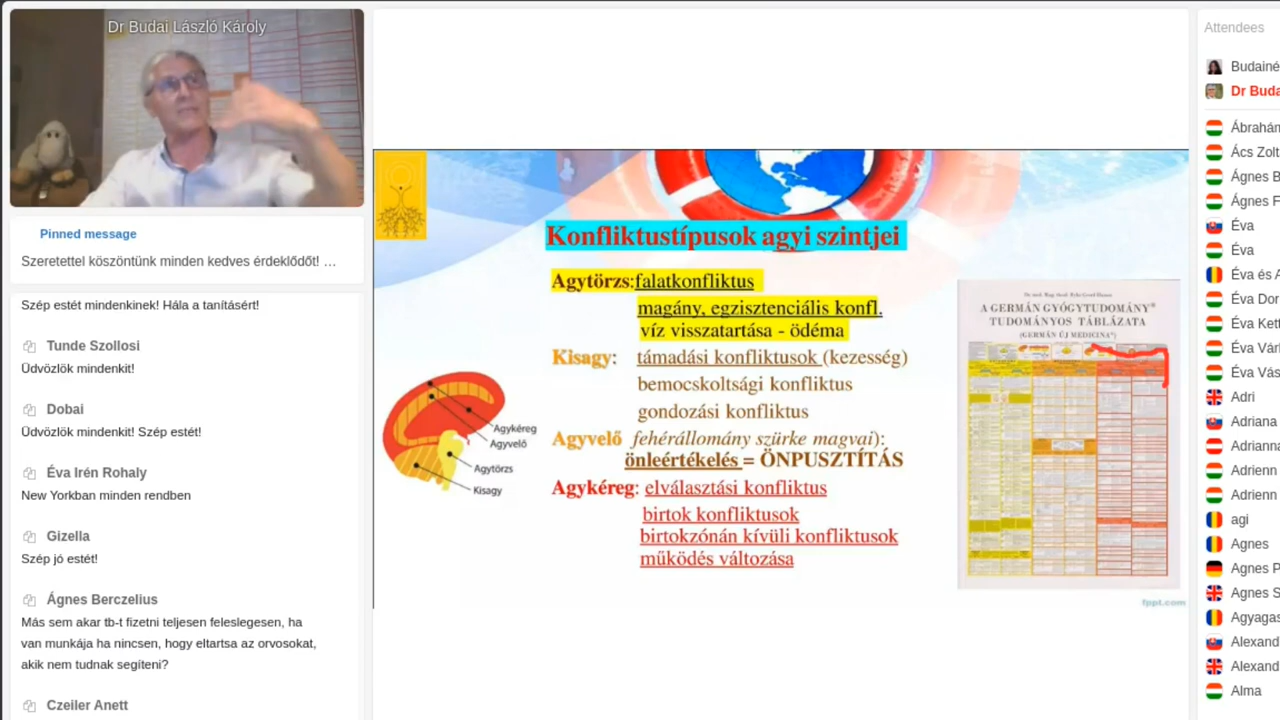 Dr Budai László Károly
Pinned message
Szeretettel köszöntünk minden kedves érdeklődőt! …
Szép estét mindenkinek! Hála a tanításért!
Tunde Szollosi
Üdvözlök mindenkit!
Dobai
Üdvözlök mindenkit! Szép estét!
Éva Irén Rohaly
New Yorkban minden rendben
Gizella
Szép jó estét!
Ágnes Berczelius
Más sem akar tb-t fizetni teljesen feleslegesen, ha
van munkája ha nincsen, hogy eltartsa az orvosokat,
akik nem tudnak segíteni?
Czeiler Anett
Konfliktustípusok agyi szintjei
Agytörzs:falatkonfliktus
magány, egzisztenciális konfl.
víz visszatartása - ödéma
Kisagy: támadási konfliktusok (kezesség)
bemocskoltsági konfliktus
gondozási konfliktus
Agyvelő fehérállomány szürke magvai):
önleértékelés = ÖNPUSZTÍTÁS
Agykéreg: elválasztási konfliktus
birtok konfliktusok
birtokzónán kívüli konfliktusok
működés változása
Agykéreg
Agyvelő
Agytörzs
Kisagy
A GERMÁN GYÓGYTUDOMÁNY®
TUDOMÁNYOS TÁBLÁZATA
(GERMÁN ÚJ MEDICINA®)
fppt.com
Attendees
Budainé
Dr Buda
Ábrahán
Ács Zolt
Ágnes B
Ágnes F
Éva
Éva
Éva és A
Éva Dor
Éva Kett
Éva Várl
Éva Vás
Adri
Adriana
Adrianna
Adrienn
Adrienn
agi
Agnes
Agnes P
Agnes S
Agyagas
Alexand
Alexand
Alma